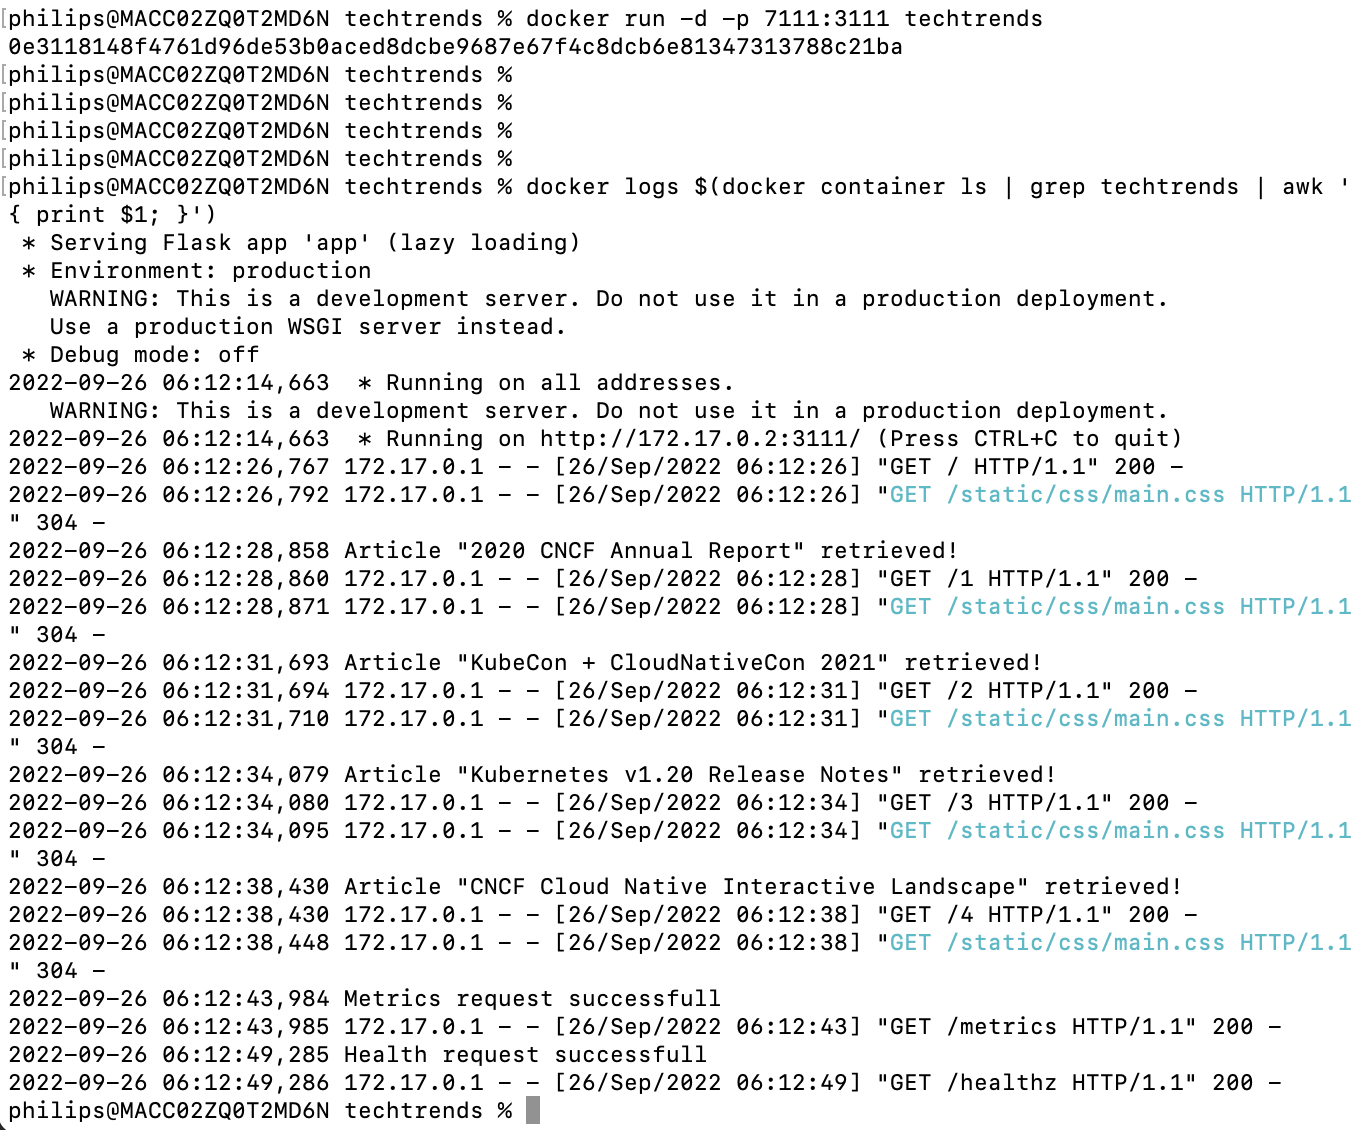 [philips@MACC02ZQ0T2MD6N techtrends % docker run -d -p 7111:3111 techtrends
0e3118148f4761d96de53b0aced8dcbe9687e67f4c8dcb6e81347313788c21ba
[philips@MACC02ZQ0T2MD6N techtrends %
[philips@MACC02ZQ0T2MD6N techtrends %
[philips@MACC02ZQ0T2MD6N techtrends %
[philips@MACC02ZQ0T2MD6N techtrends %
[philips@MACC02ZQ0T2MD6N techtrends % docker logs $(docker container ls | grep techtrends | awk '
{ print $1; }')
 * Serving Flask app 'app' (lazy loading)
 * Environment: production
   WARNING: This is a development server. Do not use it in a production deployment.
   Use a production WSGI server instead.
 * Debug mode: off
2022-09-26 06:12:14,663  * Running on all addresses.
   WARNING: This is a development server. Do not use it in a production deployment.
2022-09-26 06:12:14,663  * Running on http://172.17.0.2:3111/ (Press CTRL+C to quit)
2022-09-26 06:12:26,767 172.17.0.1 - - [26/Sep/2022 06:12:26] "GET / HTTP/1.1" 200 -
2022-09-26 06:12:26,792 172.17.0.1 - - [26/Sep/2022 06:12:26] "GET /static/css/main.css HTTP/1.1
" 304 -
2022-09-26 06:12:28,858 Article "2020 CNCF Annual Report" retrieved!
2022-09-26 06:12:28,860 172.17.0.1 - - [26/Sep/2022 06:12:28] "GET /1 HTTP/1.1" 200 -
2022-09-26 06:12:28,871 172.17.0.1 - - [26/Sep/2022 06:12:28] "GET /static/css/main.css HTTP/1.1
" 304 -
2022-09-26 06:12:31,693 Article "KubeCon + CloudNativeCon 2021" retrieved!
2022-09-26 06:12:31,694 172.17.0.1 - - [26/Sep/2022 06:12:31] "GET /2 HTTP/1.1" 200 -
2022-09-26 06:12:31,710 172.17.0.1 - - [26/Sep/2022 06:12:31] "GET /static/css/main.css HTTP/1.1
" 304 -
2022-09-26 06:12:34,079 Article "Kubernetes v1.20 Release Notes" retrieved!
2022-09-26 06:12:34,080 172.17.0.1 - - [26/Sep/2022 06:12:34] "GET /3 HTTP/1.1" 200 -
2022-09-26 06:12:34,095 172.17.0.1 - - [26/Sep/2022 06:12:34] "GET /static/css/main.css HTTP/1.1
" 304 -
2022-09-26 06:12:38,430 Article "CNCF Cloud Native Interactive Landscape" retrieved!
2022-09-26 06:12:38,430 172.17.0.1 - - [26/Sep/2022 06:12:38] "GET /4 HTTP/1.1" 200 -
2022-09-26 06:12:38,448 172.17.0.1 - - [26/Sep/2022 06:12:38] "GET /static/css/main.css HTTP/1.1
" 304 -
2022-09-26 06:12:43,984 Metrics request successfull
2022-09-26 06:12:43,985 172.17.0.1 - - [26/Sep/2022 06:12:43] "GET /metrics HTTP/1.1" 200 -
2022-09-26 06:12:49,285 Health request successfull
2022-09-26 06:12:49,286 172.17.0.1 - - [26/Sep/2022 06:12:49] "GET /healthz HTTP/1.1" 200 -
philips@MACC02ZQ0T2MD6N techtrends %